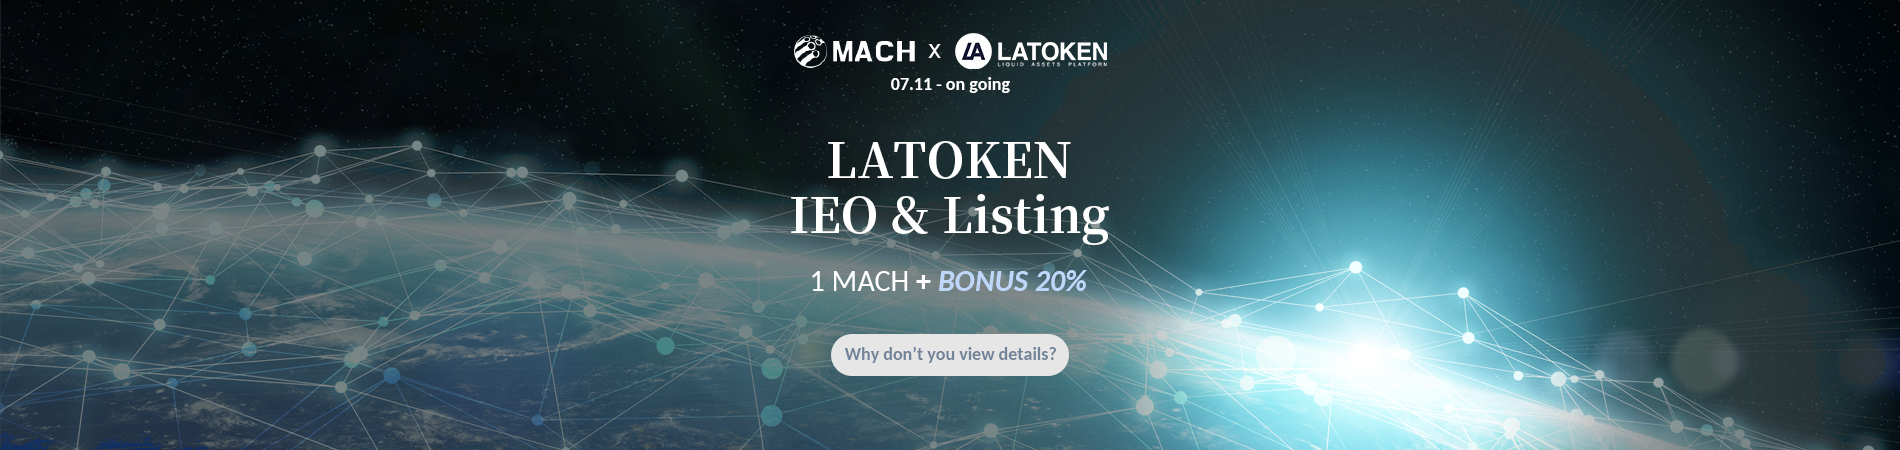 MACH x LA LATOKEN
LIQUID ASSETS PLATFORM
07.11 - on going
LATOKEN
IEO & Listing
1 MACH + BONUS 20%
Why don't you view details?